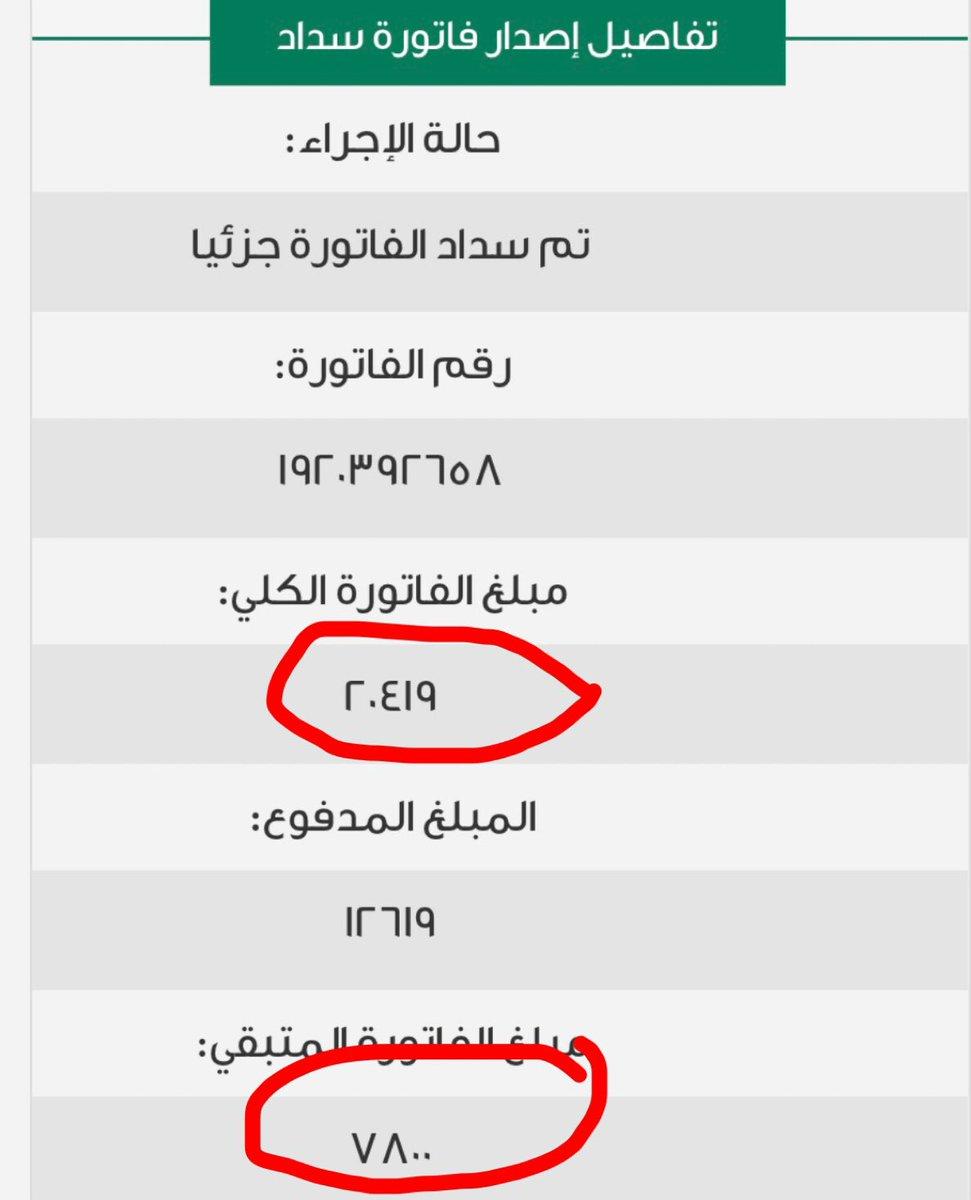 تفاصيل إصدار فاتورة سداد
حالة الإجراء:
تم سداد الفاتورة جزئيا
رقم الفاتورة:
١٩٢٠٣٩٢٦٥٨
مبلغ الفاتورة الكلي:
٢٠٤١٩
المبلغ المدفوع:
١٢٦١٩
مبلغ الفاتورة المتبقي:
٧٨٠٠